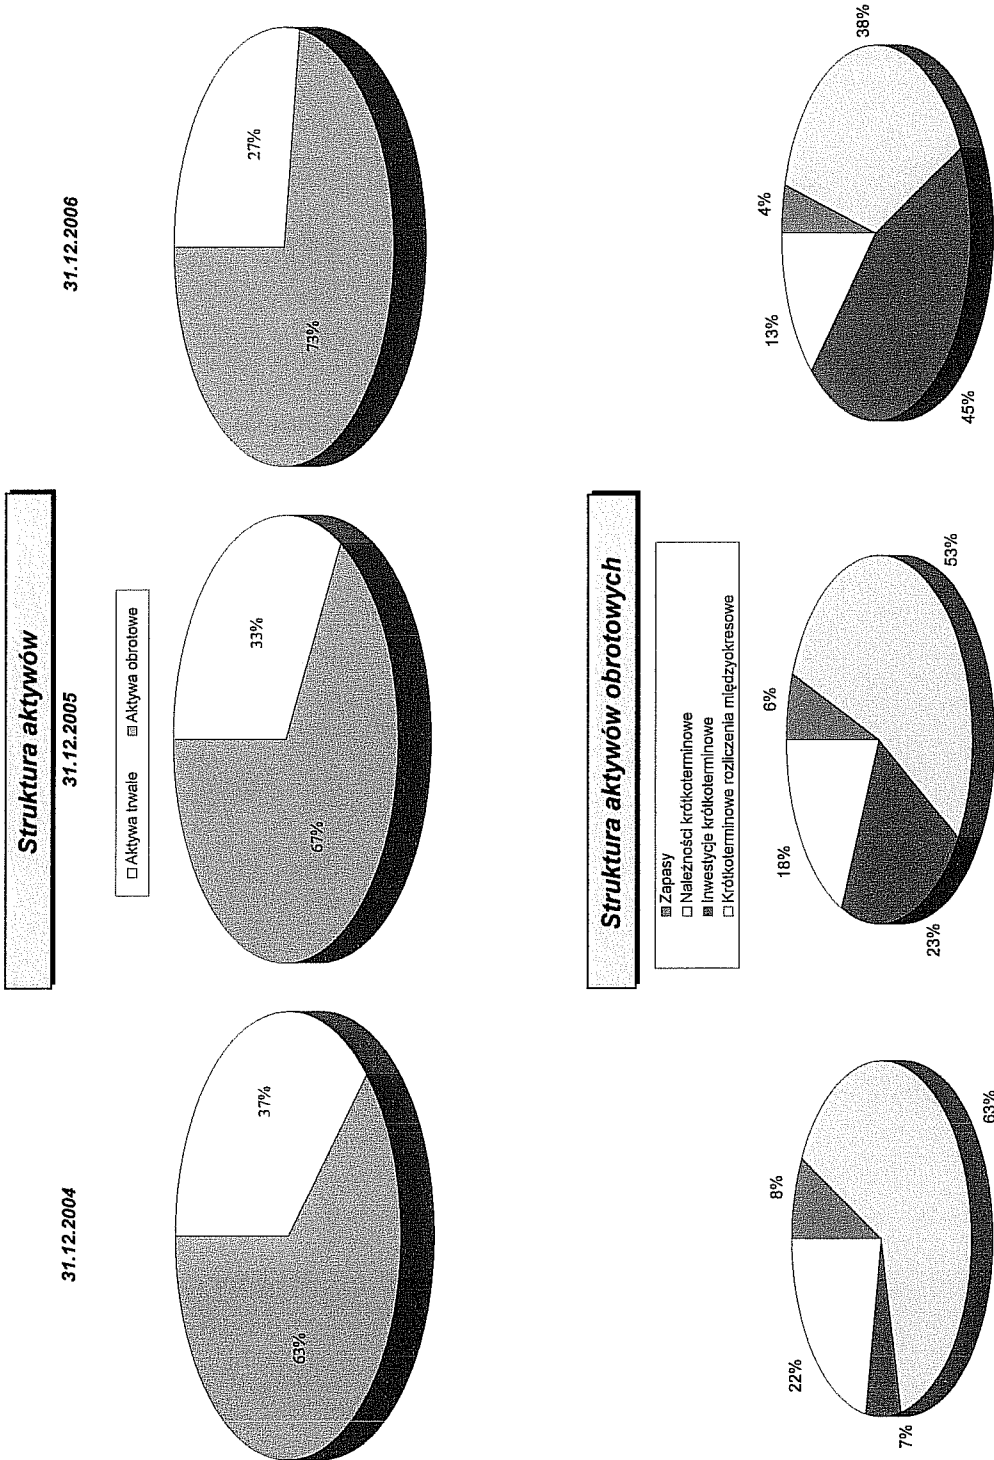 Struktura aktywów
31.12.2004
31.12.2005
31.12.2006
Aktywa trwałe
Aktywa obrotowe
63%
37%
67%
33%
73%
27%
Struktura aktywów obrotowych
Zapasy
Należności krótkoterminowe
Inwestycje krótkoterminowe
Krótkoterminowe rozliczenia międzyokresowe
22%
8%
7%
63%
18%
6%
23%
53%
13%
4%
45%
38%